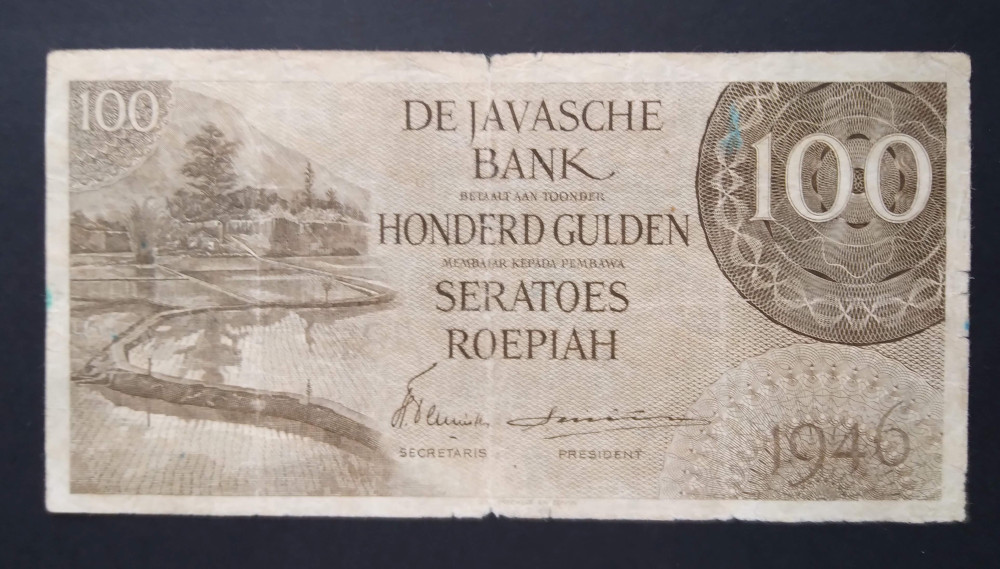 100
DE JAVASCHE
BANK
BETAALT AAN TOONDER
HONDERD GULDEN
MEMBAJAR KEPADA PEMBAWA
SERATOES
ROEPIAH
SECRETARIS PRESIDENT
100
1946